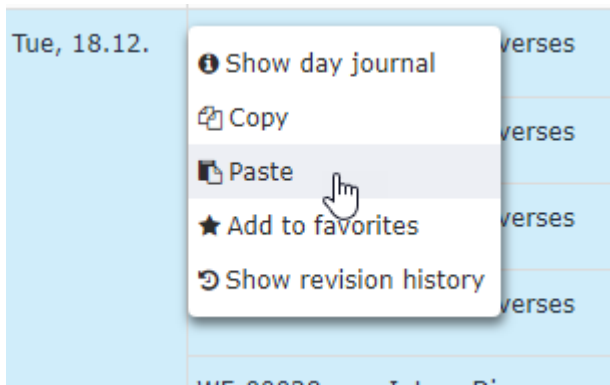 Tue, 18.12.
Show day journal
verses
Copy
verses
Paste
Add to favorites
verses
Show revision history
verses